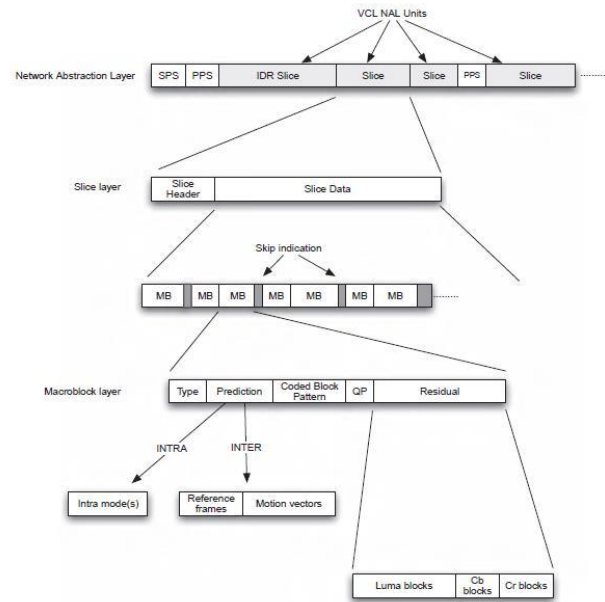 VCL NAL Units
Network Abstraction Layer
SPS PPS IDR Slice Slice Slice PPS Slice
Slice layer
Slice Header
Slice Data
Skip indication
MB MB MB MB MB MB MB
Macroblock layer
Type Prediction
Coded Block Pattern
QP Residual
INTRA INTER
Intra mode(s)
Reference frames
Motion vectors
Luma blocks
Cb blocks
Cr blocks